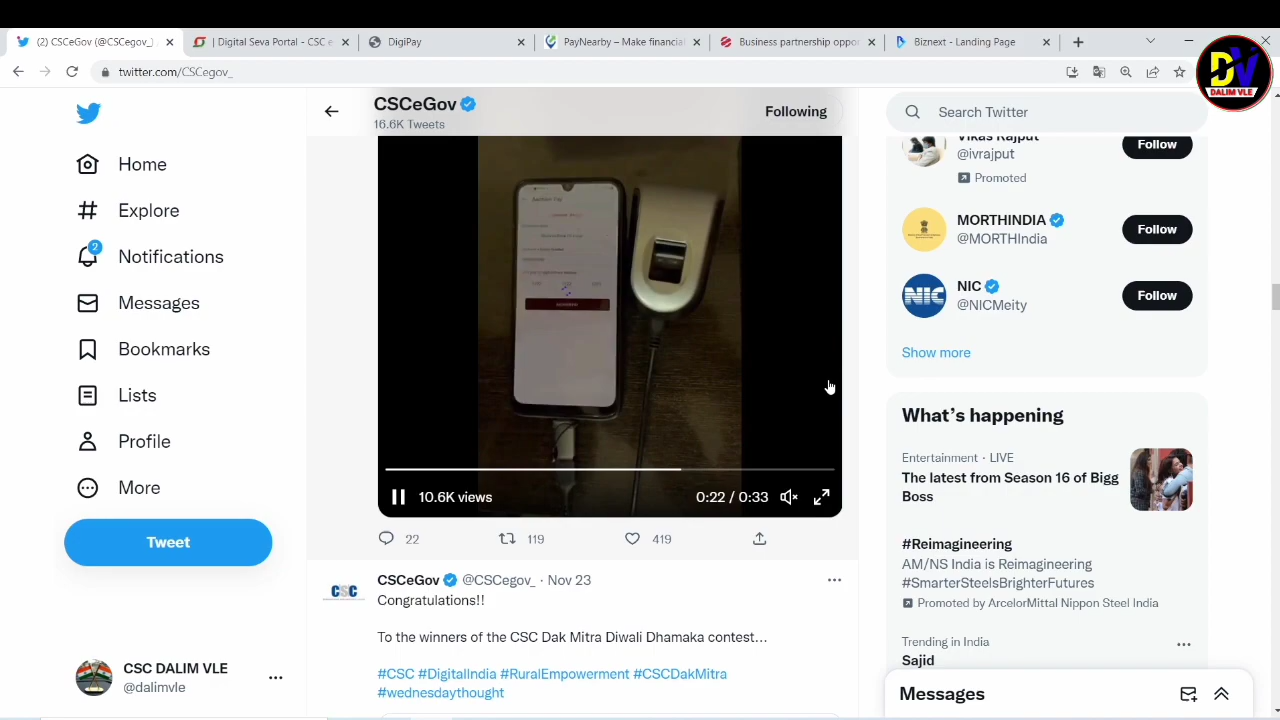 (2) CSCeGov (@CSCegov_)
| Digital Seva Portal - CSC e
DigiPay
PayNearby – Make financial
Business partnership oppor
Biznext - Landing Page
twitter.com/CSCegov_
DV
DALIM VLE
CSCeGov
16.6K Tweets
Following
Search Twitter
Home
Explore
2
Notifications
Messages
Bookmarks
Lists
Profile
More
Tweet
CSC DALIM VLE
@dalimvle
10.6K views
0:22 / 0:33
22
119
419
CSC
CSCeGov @CSCegov_ · Nov 23
Congratulations!!
To the winners of the CSC Dak Mitra Diwali Dhamaka contest...
#CSC #DigitalIndia #RuralEmpowerment #CSCDakMitra
#wednesdaythought
Vikas Rajput
@ivrajput
Promoted
Follow
MORTHINDIA
@MORTHIndia
Follow
NIC
NIC
@NICMeity
Follow
Show more
What's happening
Entertainment · LIVE
The latest from Season 16 of Bigg
Boss
#Reimagineering
AM/NS India is Reimagineering
#SmarterSteelsBrighterFutures
Promoted by ArcelorMittal Nippon Steel India
Trending in India
Sajid
Messages